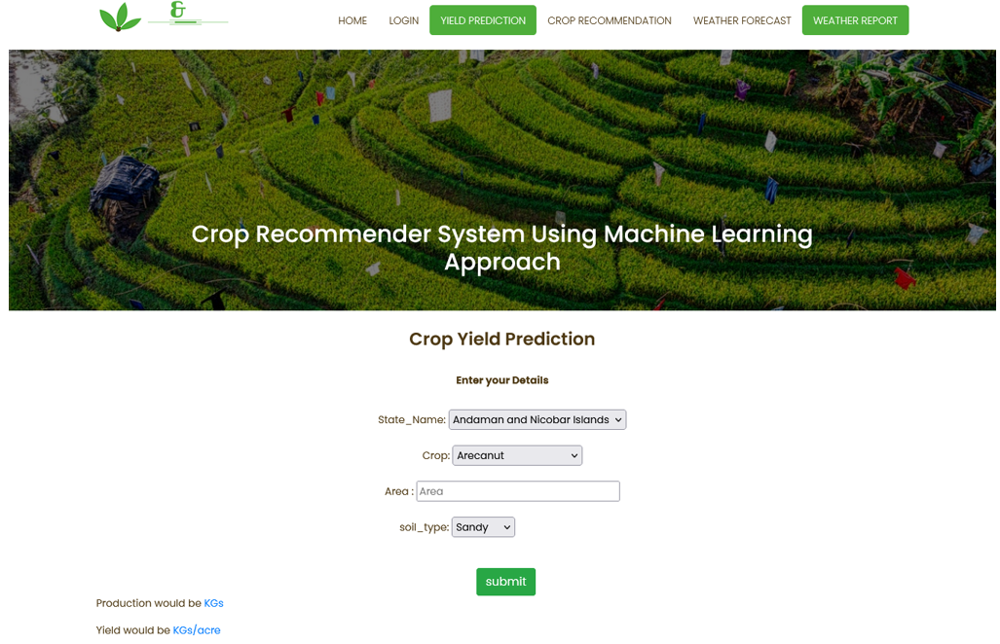 &
HOME LOGIN YIELD PREDICTION CROP RECOMMENDATION WEATHER FORECAST WEATHER REPORT
Crop Recommender System Using Machine Learning
Approach
Crop Yield Prediction
Enter your Details
State_Name: Andaman and Nicobar Islands
Crop: Arecanut
Area : Area
soil_type: Sandy
submit
Production would be KGs
Yield would be KGs/acre